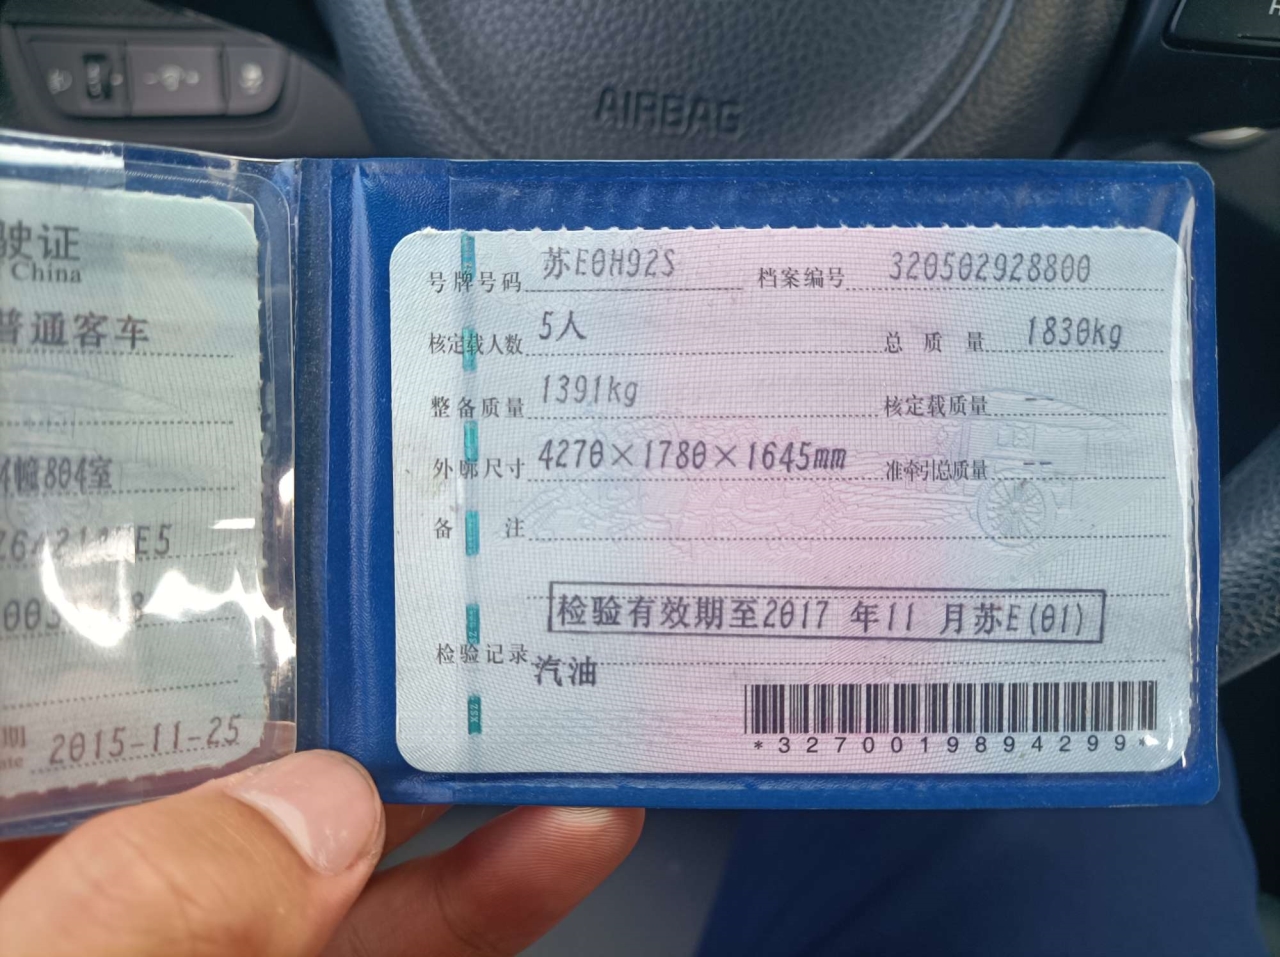 AIRBAG
驶证
China
普通客车
4幢804室
E5
2015-11-25
号牌号码 苏E0H92S 档案编号 320502928800
核定载人数 5人 总质量 1830kg
整备质量 1391kg 核定载质量 --
外廓尺寸 4270×1780×1645mm 准牵引总质量 --
备注
检验有效期至2017 年11 月苏E(01)
检验记录
汽油
*3270019894299*